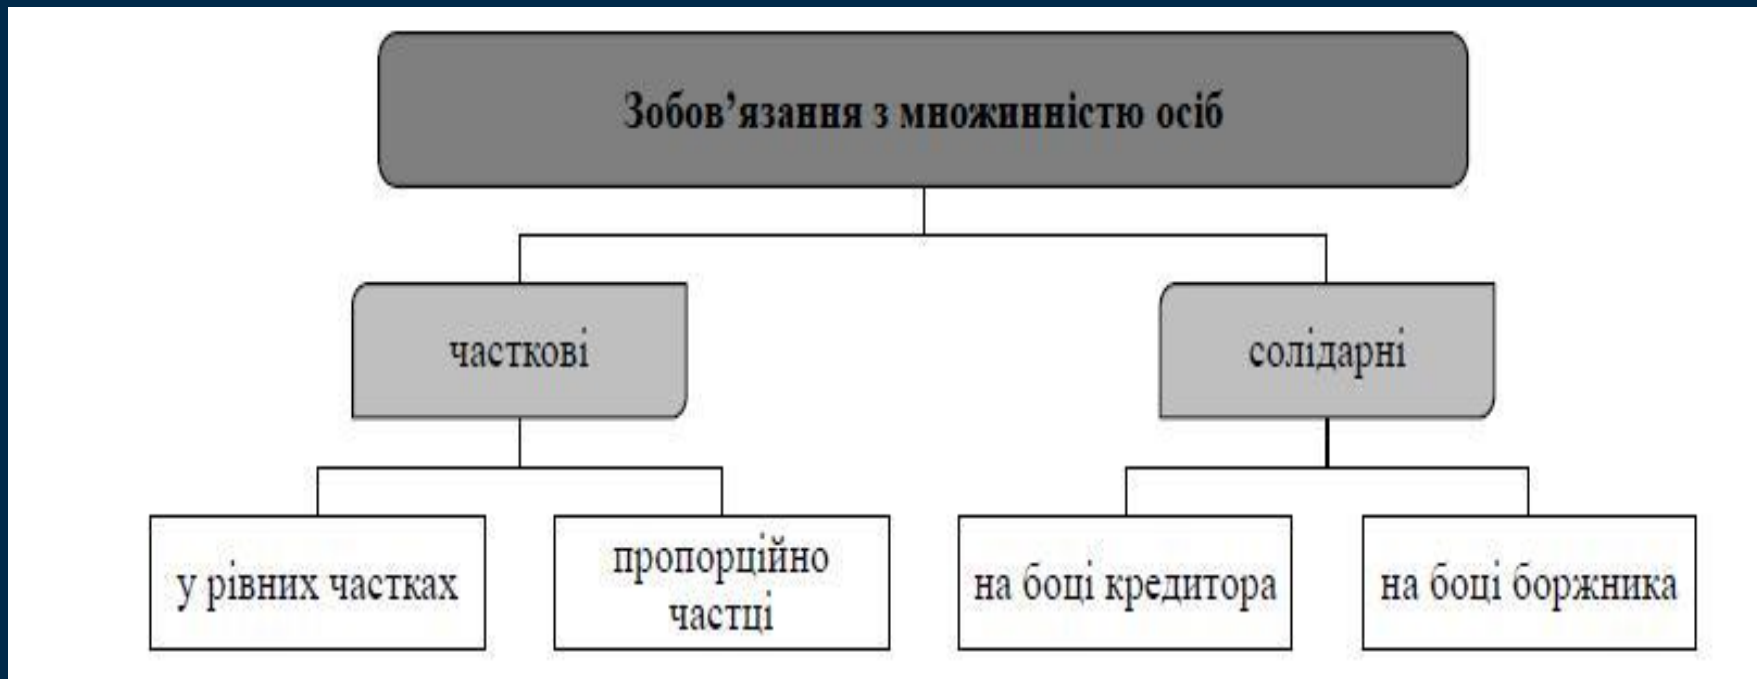 Зобов’язання з множинністю осіб
часткові
солідарні
у рівних частках
пропорційно
частці
на боці кредитора
на боці боржника